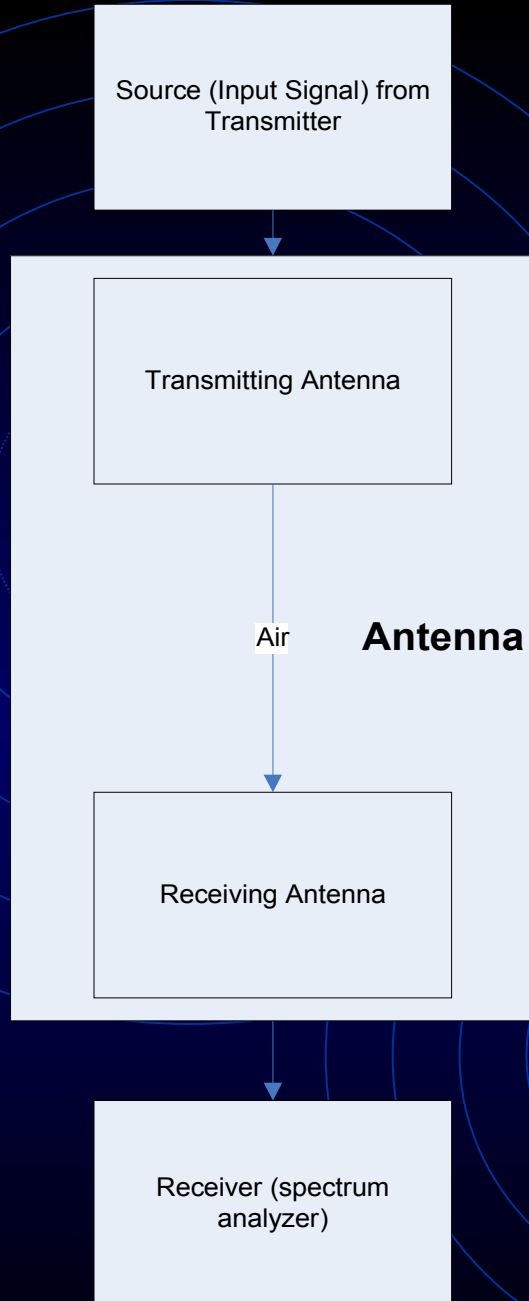 Source (Input Signal) from
Transmitter
Transmitting Antenna
Air
Antenna
Receiving Antenna
Receiver (spectrum
analyzer)